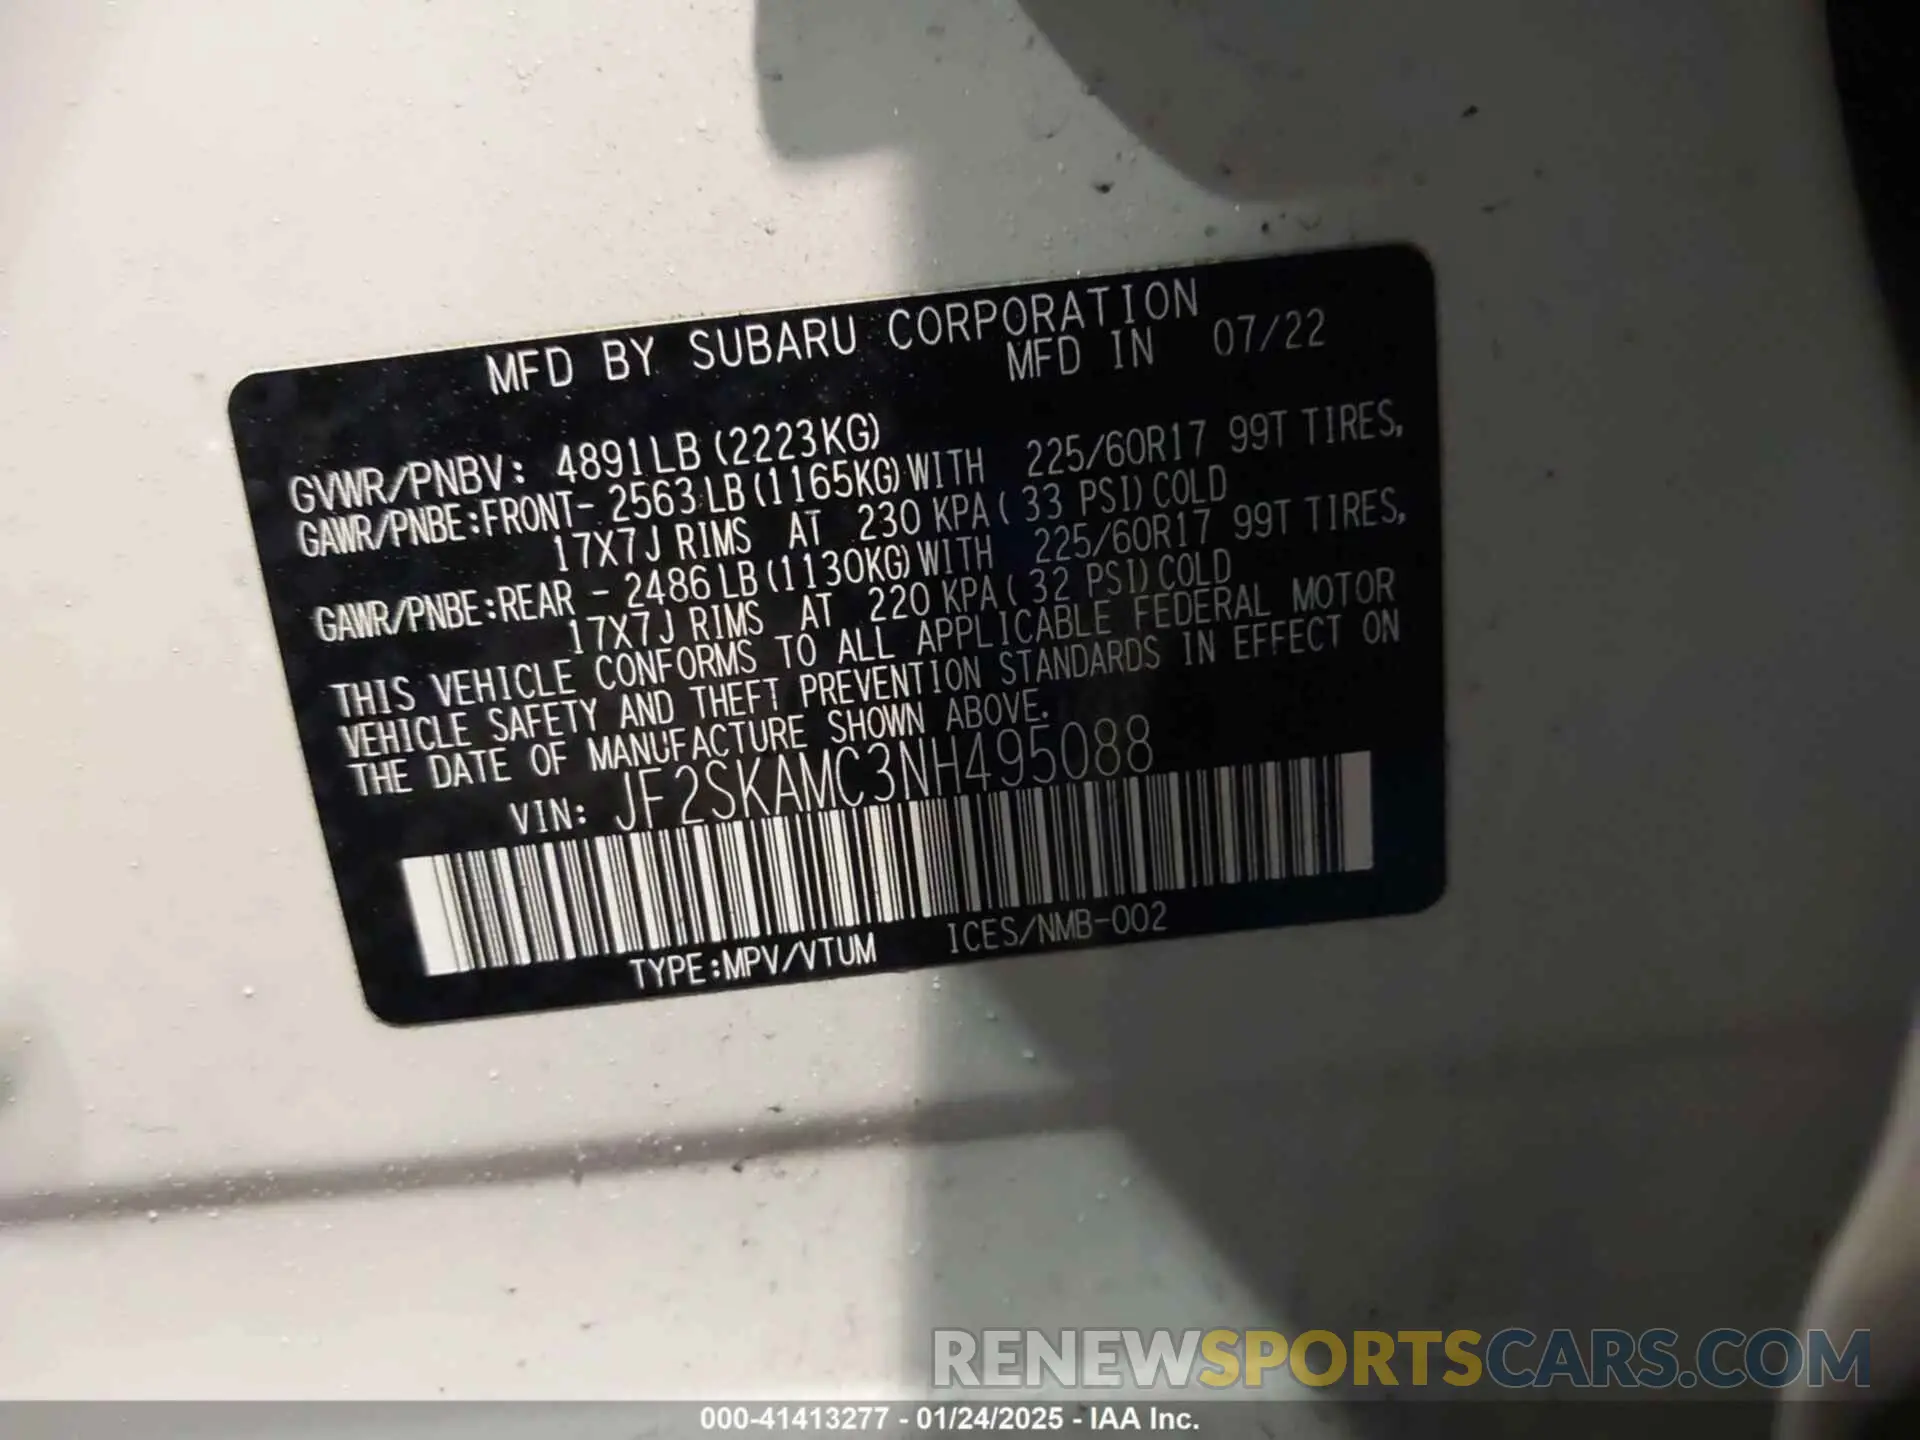 MFD BY SUBARU CORPORATION
MFD IN 07/22
GVWR/PNBV: 4891LB (2223KG)
GAWR/PNBE:FRONT- 2563LB(1165KG)WITH 225/60R17 99T TIRES,
17X7J RIMS AT 230 KPA( 33 PSI)COLD
GAWR/PNBE:REAR - 2486LB(1130KG)WITH 225/60R17 99T TIRES,
17X7J RIMS AT 220 KPA( 32 PSI)COLD
THIS VEHICLE CONFORMS TO ALL APPLICABLE FEDERAL MOTOR
VEHICLE SAFETY AND THEFT PREVENTION STANDARDS IN EFFECT ON
THE DATE OF MANUFACTURE SHOWN ABOVE.
VIN: JF2SKAMC3NH495088
TYPE:MPV/VTUM ICES/NMB-002
RENEWSPORTSCARS.COM
000-41413277 - 01/24/2025 - IAA Inc.